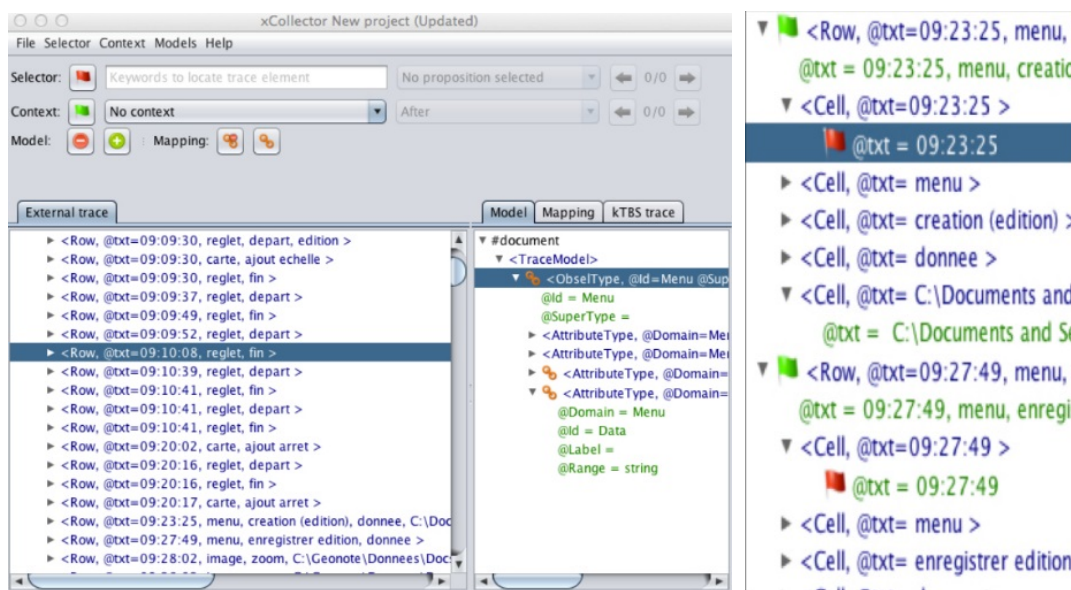 xCollector New project (Updated)
File Selector Context Models Help
Selector: Keywords to locate trace element No proposition selected 0/0
Context: No context After 0/0
Model: Mapping:
External trace
Model Mapping kTBS trace
<Row, @txt=09:09:30, reglet, depart, edition >
<Row, @txt=09:09:30, carte, ajout echelle >
<Row, @txt=09:09:30, reglet, fin >
<Row, @txt=09:09:37, reglet, depart >
<Row, @txt=09:09:49, reglet, fin >
<Row, @txt=09:09:52, reglet, depart >
<Row, @txt=09:10:08, reglet, fin >
<Row, @txt=09:10:39, reglet, depart >
<Row, @txt=09:10:41, reglet, fin >
<Row, @txt=09:10:41, reglet, depart >
<Row, @txt=09:10:41, reglet, fin >
<Row, @txt=09:20:02, carte, ajout arret >
<Row, @txt=09:20:16, reglet, depart >
<Row, @txt=09:20:16, reglet, fin >
<Row, @txt=09:20:17, carte, ajout arret >
<Row, @txt=09:23:25, menu, creation (edition), donnee, C:\Doc
<Row, @txt=09:27:49, menu, enregistrer edition, donnee >
<Row, @txt=09:28:02, image, zoom, C:\Geonote\Donnees\Doc
#document
<TraceModel>
<ObselType, @Id=Menu @Sup
@Id = Menu
@SuperType =
<AttributeType, @Domain=Me
<AttributeType, @Domain=Me
<AttributeType, @Domain=
<AttributeType, @Domain=
@Domain = Menu
@Id = Data
@Label =
@Range = string
<Row, @txt=09:23:25, menu,
@txt = 09:23:25, menu, creatio
<Cell, @txt=09:23:25 >
@txt = 09:23:25
<Cell, @txt= menu >
<Cell, @txt= creation (edition) >
<Cell, @txt= donnee >
<Cell, @txt= C:\Documents and
@txt = C:\Documents and Se
<Row, @txt=09:27:49, menu,
@txt = 09:27:49, menu, enregi
<Cell, @txt=09:27:49 >
@txt = 09:27:49
<Cell, @txt= menu >
<Cell, @txt= enregistrer edition